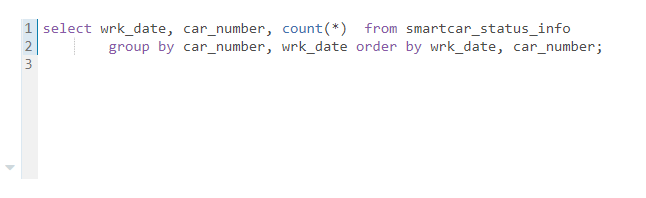 1 select wrk_date, car_number, count(*)  from smartcar_status_info
2         group by car_number, wrk_date order by wrk_date, car_number;
3